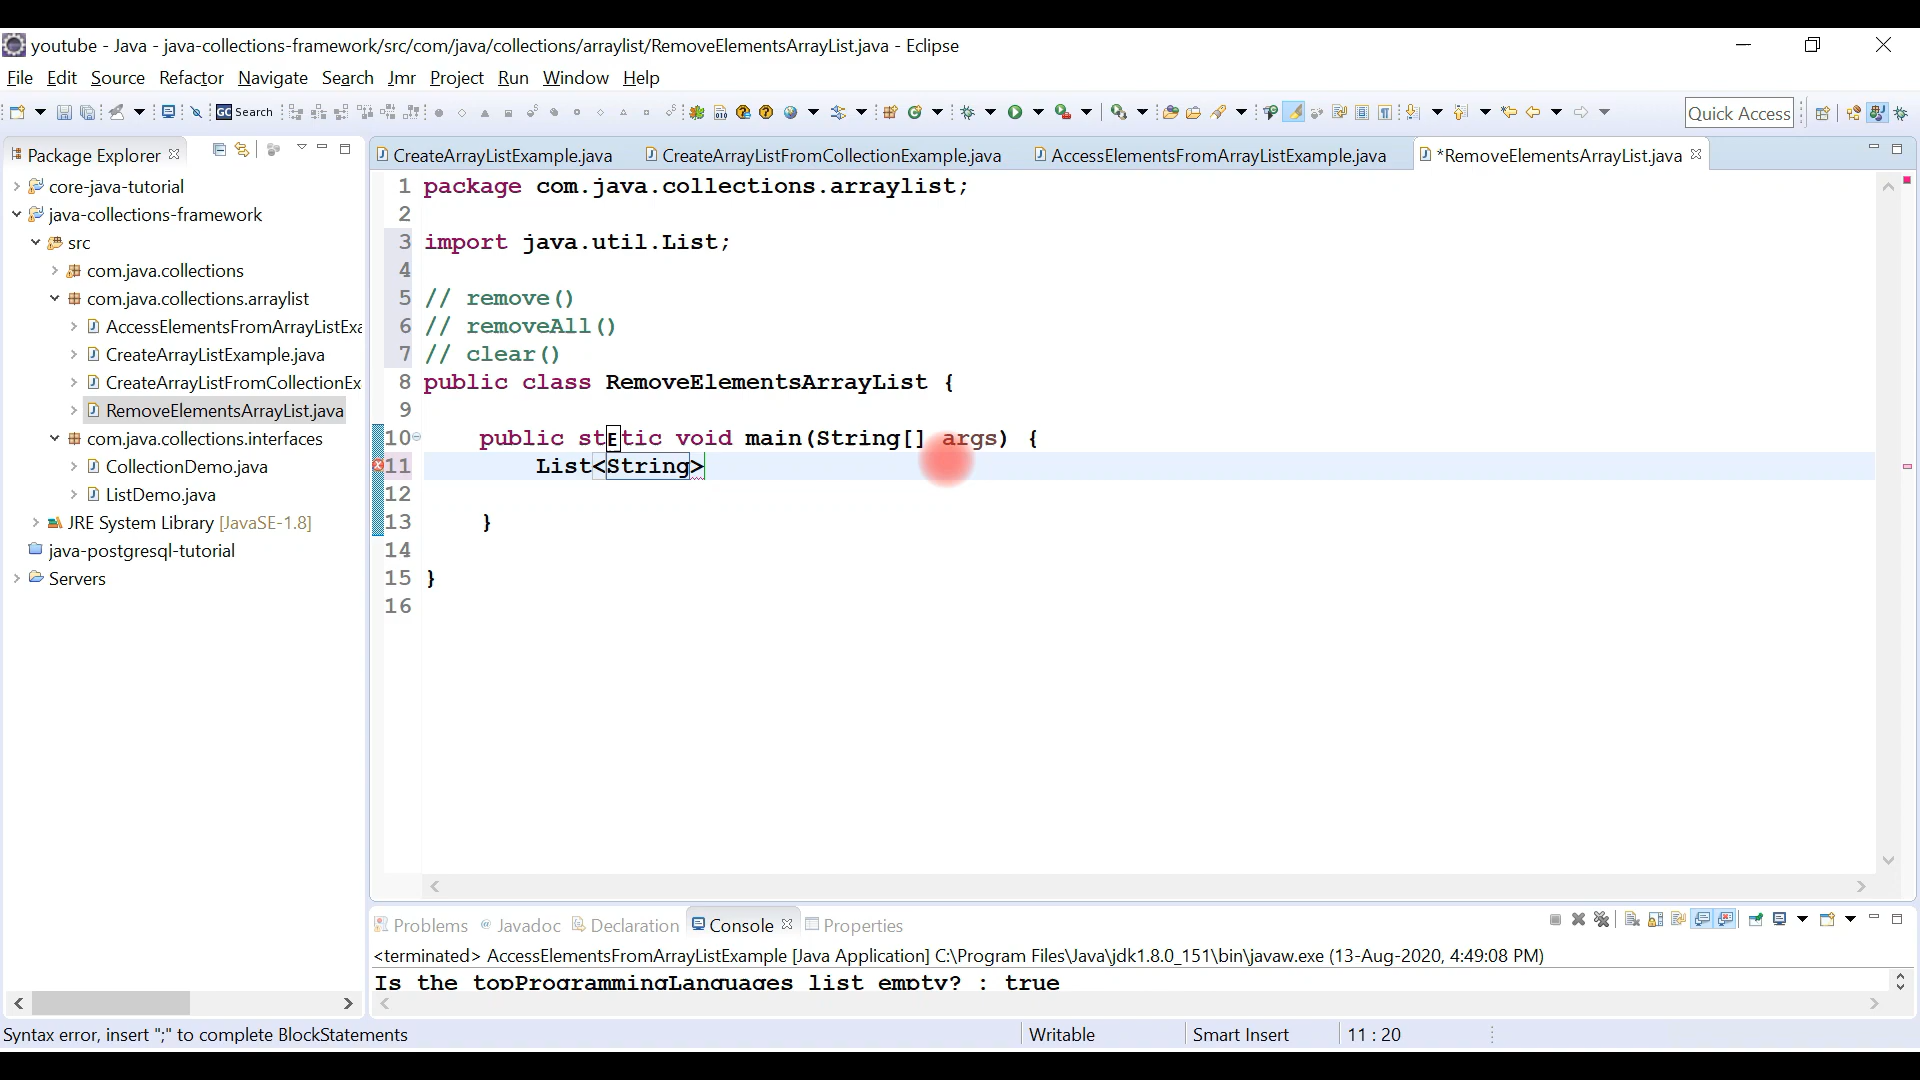 youtube - Java - java-collections-framework/src/com/java/collections/arraylist/RemoveElementsArrayList.java - Eclipse
File Edit Source Refactor Navigate Search Jmr Project Run Window Help
GC Search
Quick Access
Package Explorer
CreateArrayListExample.java
CreateArrayListFromCollectionExample.java
AccessElementsFromArrayListExample.java
*RemoveElementsArrayList.java
core-java-tutorial
java-collections-framework
src
com.java.collections
com.java.collections.arraylist
AccessElementsFromArrayListExa
CreateArrayListExample.java
CreateArrayListFromCollectionEx
RemoveElementsArrayList.java
com.java.collections.interfaces
CollectionDemo.java
ListDemo.java
JRE System Library [JavaSE-1.8]
java-postgresql-tutorial
Servers
1 package com.java.collections.arraylist;
2
3 import java.util.List;
4
5 // remove()
6 // removeAll()
7 // clear()
8 public class RemoveElementsArrayList {
9
10 public stEtic void main(String[] args) {
11 List<String>
12
13 }
14
15 }
16
Problems Javadoc Declaration Console Properties
<terminated> AccessElementsFromArrayListExample [Java Application] C:\Program Files\Java\jdk1.8.0_151\bin\javaw.exe (13-Aug-2020, 4:49:08 PM)
Is the topProgrammingLanguages list empty? : true
Syntax error, insert ";" to complete BlockStatements
Writable
Smart Insert
11 : 20